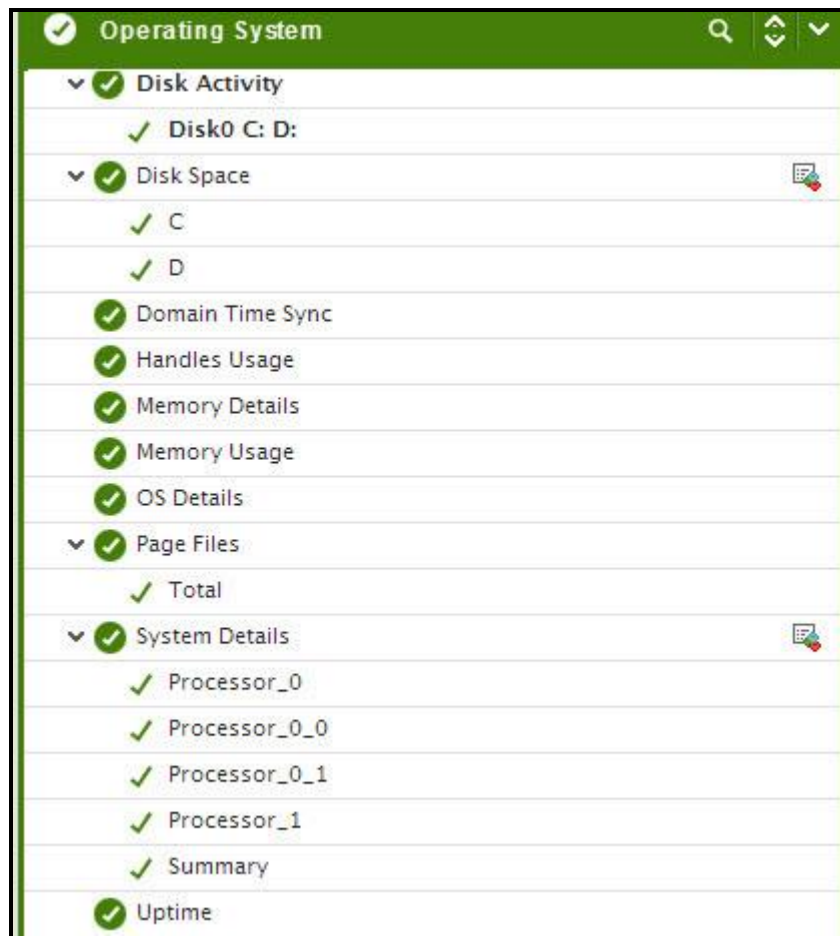 Operating System
Disk Activity
Disk0 C: D:
Disk Space
C
D
Domain Time Sync
Handles Usage
Memory Details
Memory Usage
OS Details
Page Files
Total
System Details
Processor_0
Processor_0_0
Processor_0_1
Processor_1
Summary
Uptime